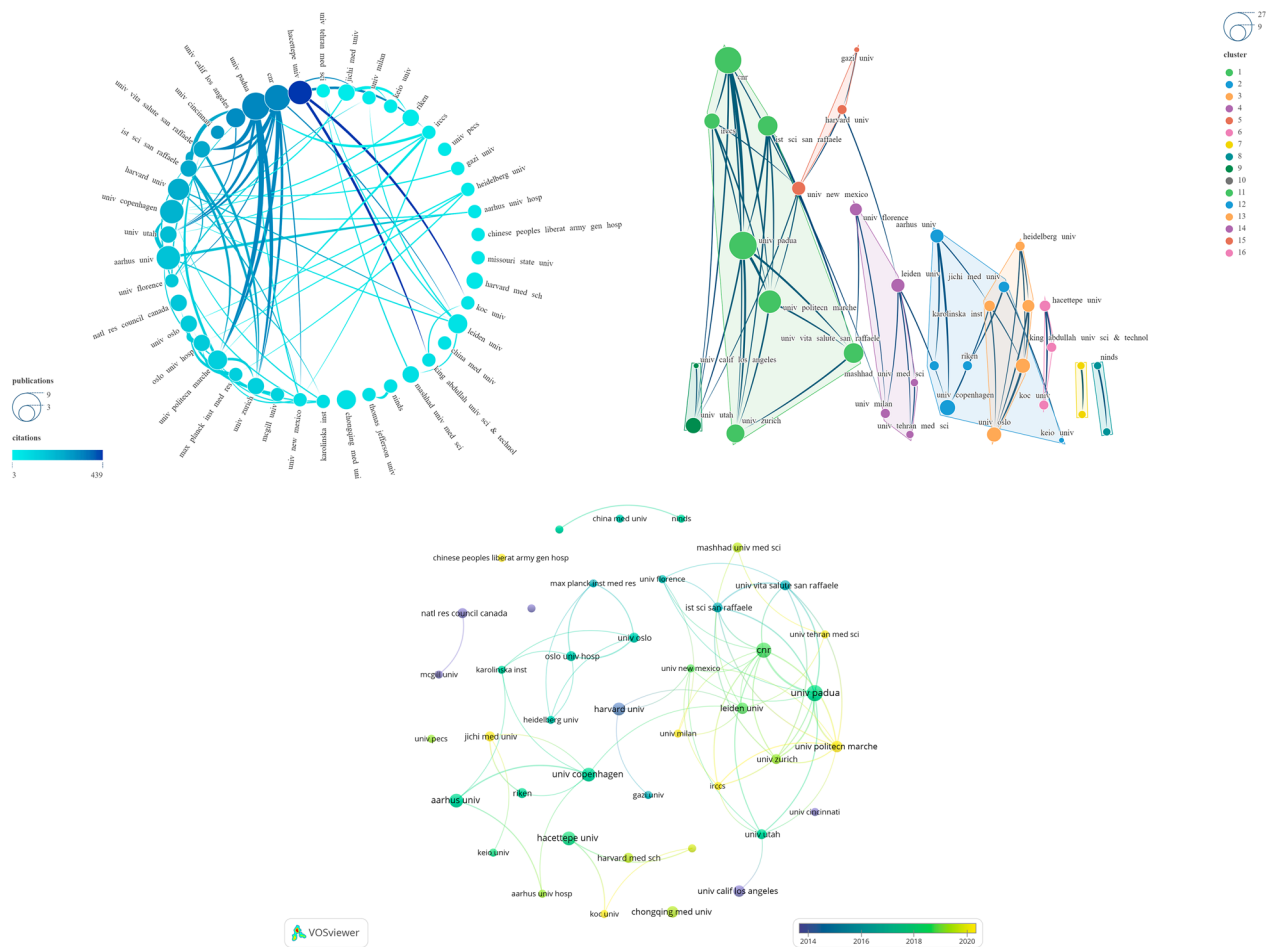 hacettepe univ
univ tehran med sci
jichi med univ
univ milan
keio univ
riken
irccs
univ pecs
gazi univ
heidelberg univ
aarhus univ hosp
chinese peoples liberat army gen hosp
missouri state univ
harvard med sch
koc univ
leiden univ
china med univ
king abdullah univ sci & technol
mashhad univ med sci
ninds
thomas jefferson univ
chongqing med uni
karolinska inst
univ new mexico
mcgill univ
univ zurich
max planck inst med res
univ politecn marche
oslo univ hosp
univ oslo
natl res council canada
univ florence
aarhus univ
univ utah
univ copenhagen
harvard univ
ist sci san raffaele
univ vita salute san raffaele
univ cincinnati
univ calif los angeles
univ padua
cnr
publications
9
3
citations
3
439
cnr
gazi univ
irccs
harvard univ
ist sci san raffaele
univ new mexico
univ florence
aarhus univ
univ padua
heidelberg univ
leiden univ
jichi med univ
univ politecn marche
karolinska inst
hacettepe univ
univ vita salute san raffaele
king abdullah univ sci & technol
univ calif los angeles
riken
ninds
mashhad univ med sci
univ copenhagen
koc uni
univ milan
univ utah
univ zurich
univ tehran med sci
univ oslo
keio univ
27
9
cluster
1
2
3
4
5
6
7
8
9
10
11
12
13
14
15
16
china med univ
ninds
chinese peoples liberat army gen hosp
mashhad univ med sci
max planck inst med res
univ florence
univ vita salute san raffaele
natl res council canada
ist sci san raffaele
univ oslo
univ tehran med sci
oslo univ hosp
cnr
karolinska inst
univ new mexico
mcgill univ
univ padua
harvard univ
leiden univ
heidelberg univ
univ pecs
jichi med univ
univ milan
univ politecn marche
univ zurich
univ copenhagen
irccs
aarhus univ
riken
gazi univ
univ cincinnati
hacettepe univ
univ utah
keio univ
harvard med sch
aarhus univ hosp
univ calif los angeles
koc univ
chongqing med univ
VOSviewer
2014
2016
2018
2020